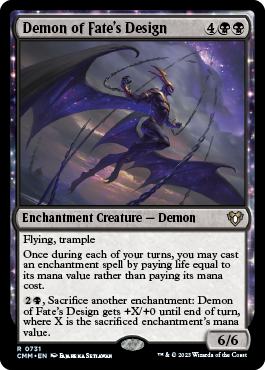 Demon of Fate's Design 4
Enchantment Creature — Demon
Flying, trample
Once during each of your turns, you may cast
an enchantment spell by paying life equal to
its mana value rather than paying its mana
cost.
2, Sacrifice another enchantment: Demon
of Fate's Design gets +X/+0 until end of turn,
where X is the sacrificed enchantment's mana
value.
6/6
R 0731
CMM • EN
™ & © 2023 Wizards of the Coast